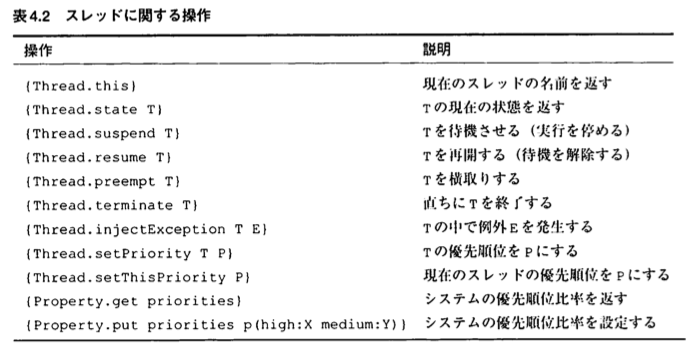 表4.2 スレッドに関する操作
操作 説明
{Thread.this} 現在のスレッドの名前を返す
{Thread.state T} Tの現在の状態を返す
{Thread.suspend T} Tを待機させる（実行を停める）
{Thread.resume T} Tを再開する（待機を解除する）
{Thread.preempt T} Tを横取りする
{Thread.terminate T} 直ちにTを終了する
{Thread.injectException T E} Tの中で例外Eを発生する
{Thread.setPriority T P} Tの優先順位をPにする
{Thread.setThisPriority P} 現在のスレッドの優先順位をPにする
{Property.get priorities} システムの優先順位比率を返す
{Property.put priorities p(high:X medium:Y)} システムの優先順位比率を設定する